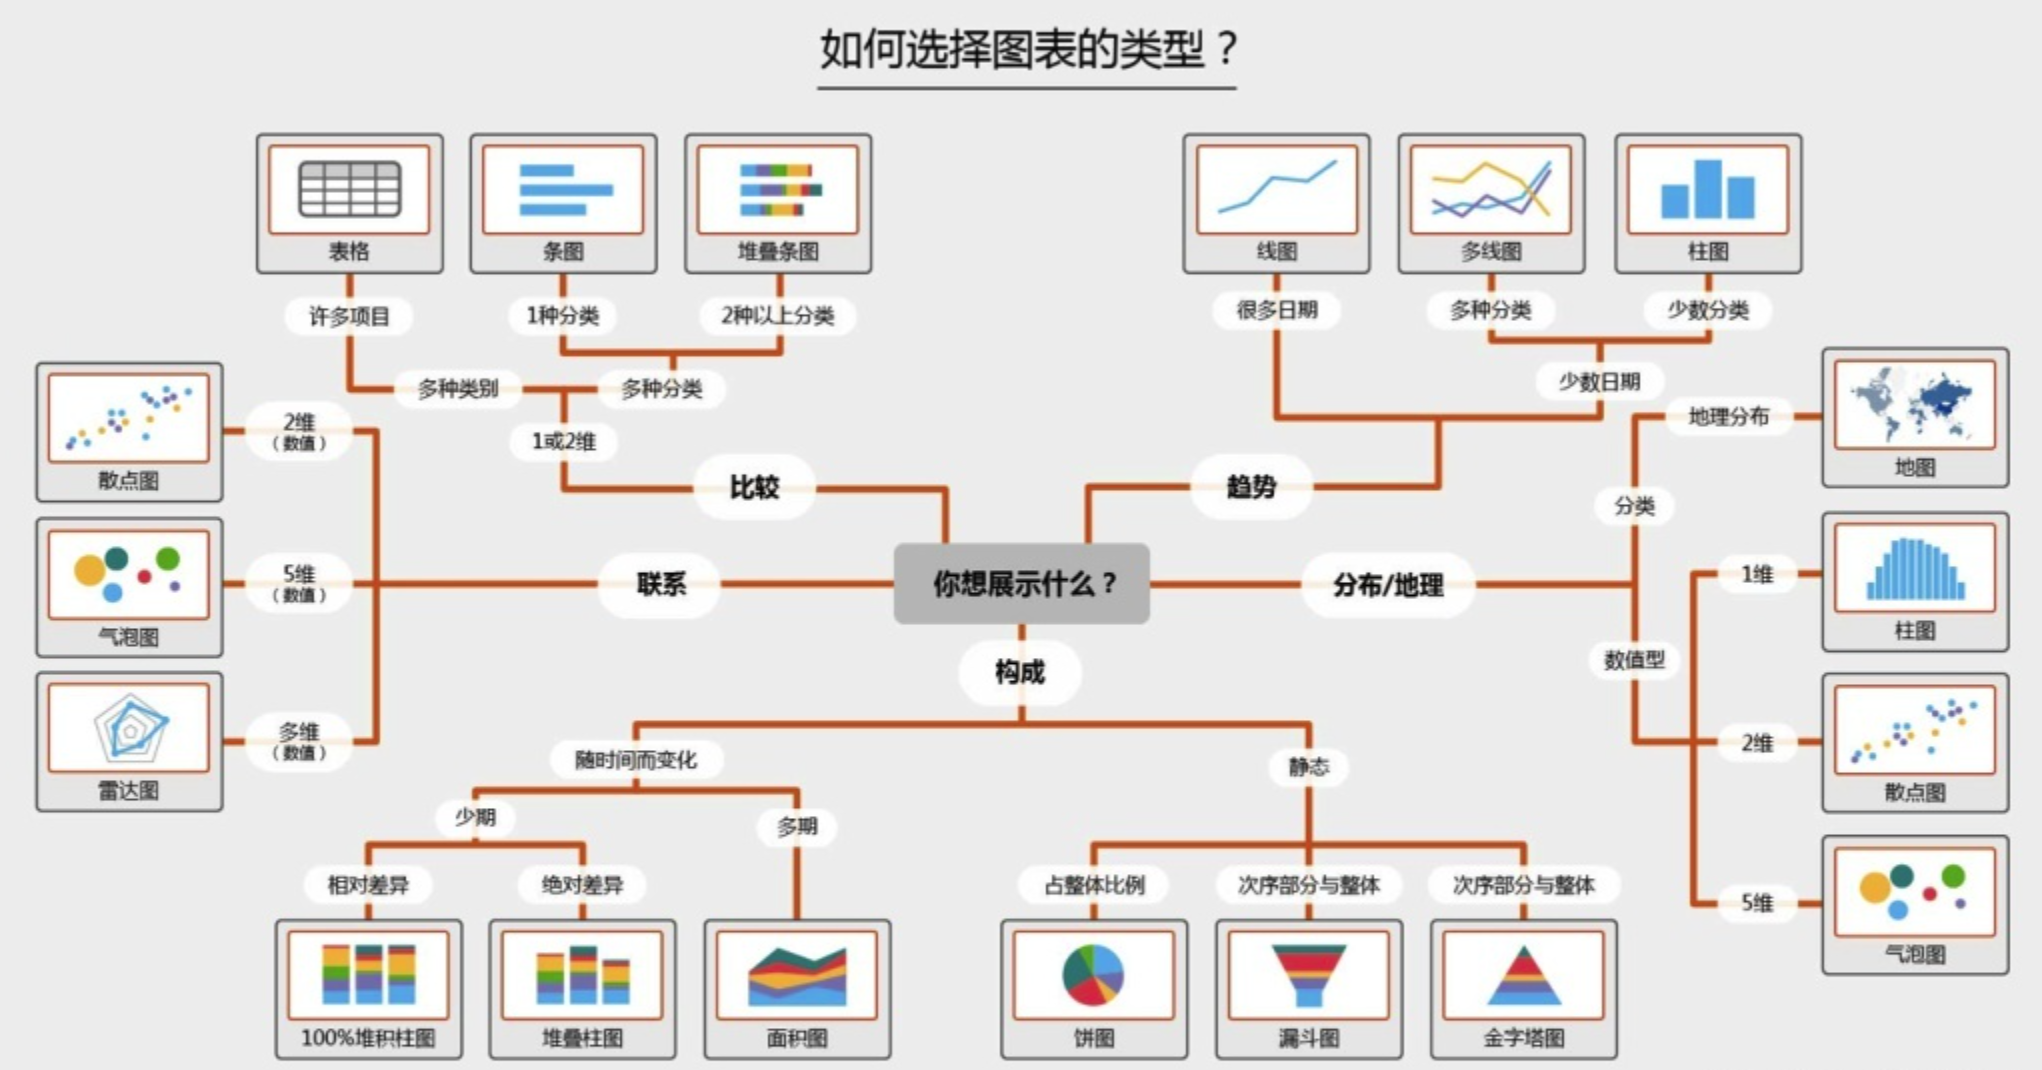 如何选择图表的类型？
表格
条图
堆叠条图
线图
多线图
柱图
许多项目
1种分类
2种以上分类
很多日期
多种分类
少数分类
多种类别
多种分类
少数日期
1或2维
地理分布
地图
2维
（数值）
散点图
比较
趋势
分类
5维
（数值）
气泡图
联系
你想展示什么？
分布/地理
1维
柱图
构成
数值型
多维
（数值）
雷达图
2维
散点图
随时间而变化
静态
少期
多期
5维
气泡图
相对差异
绝对差异
占整体比例
次序部分与整体
次序部分与整体
100%堆积柱图
堆叠柱图
面积图
饼图
漏斗图
金字塔图